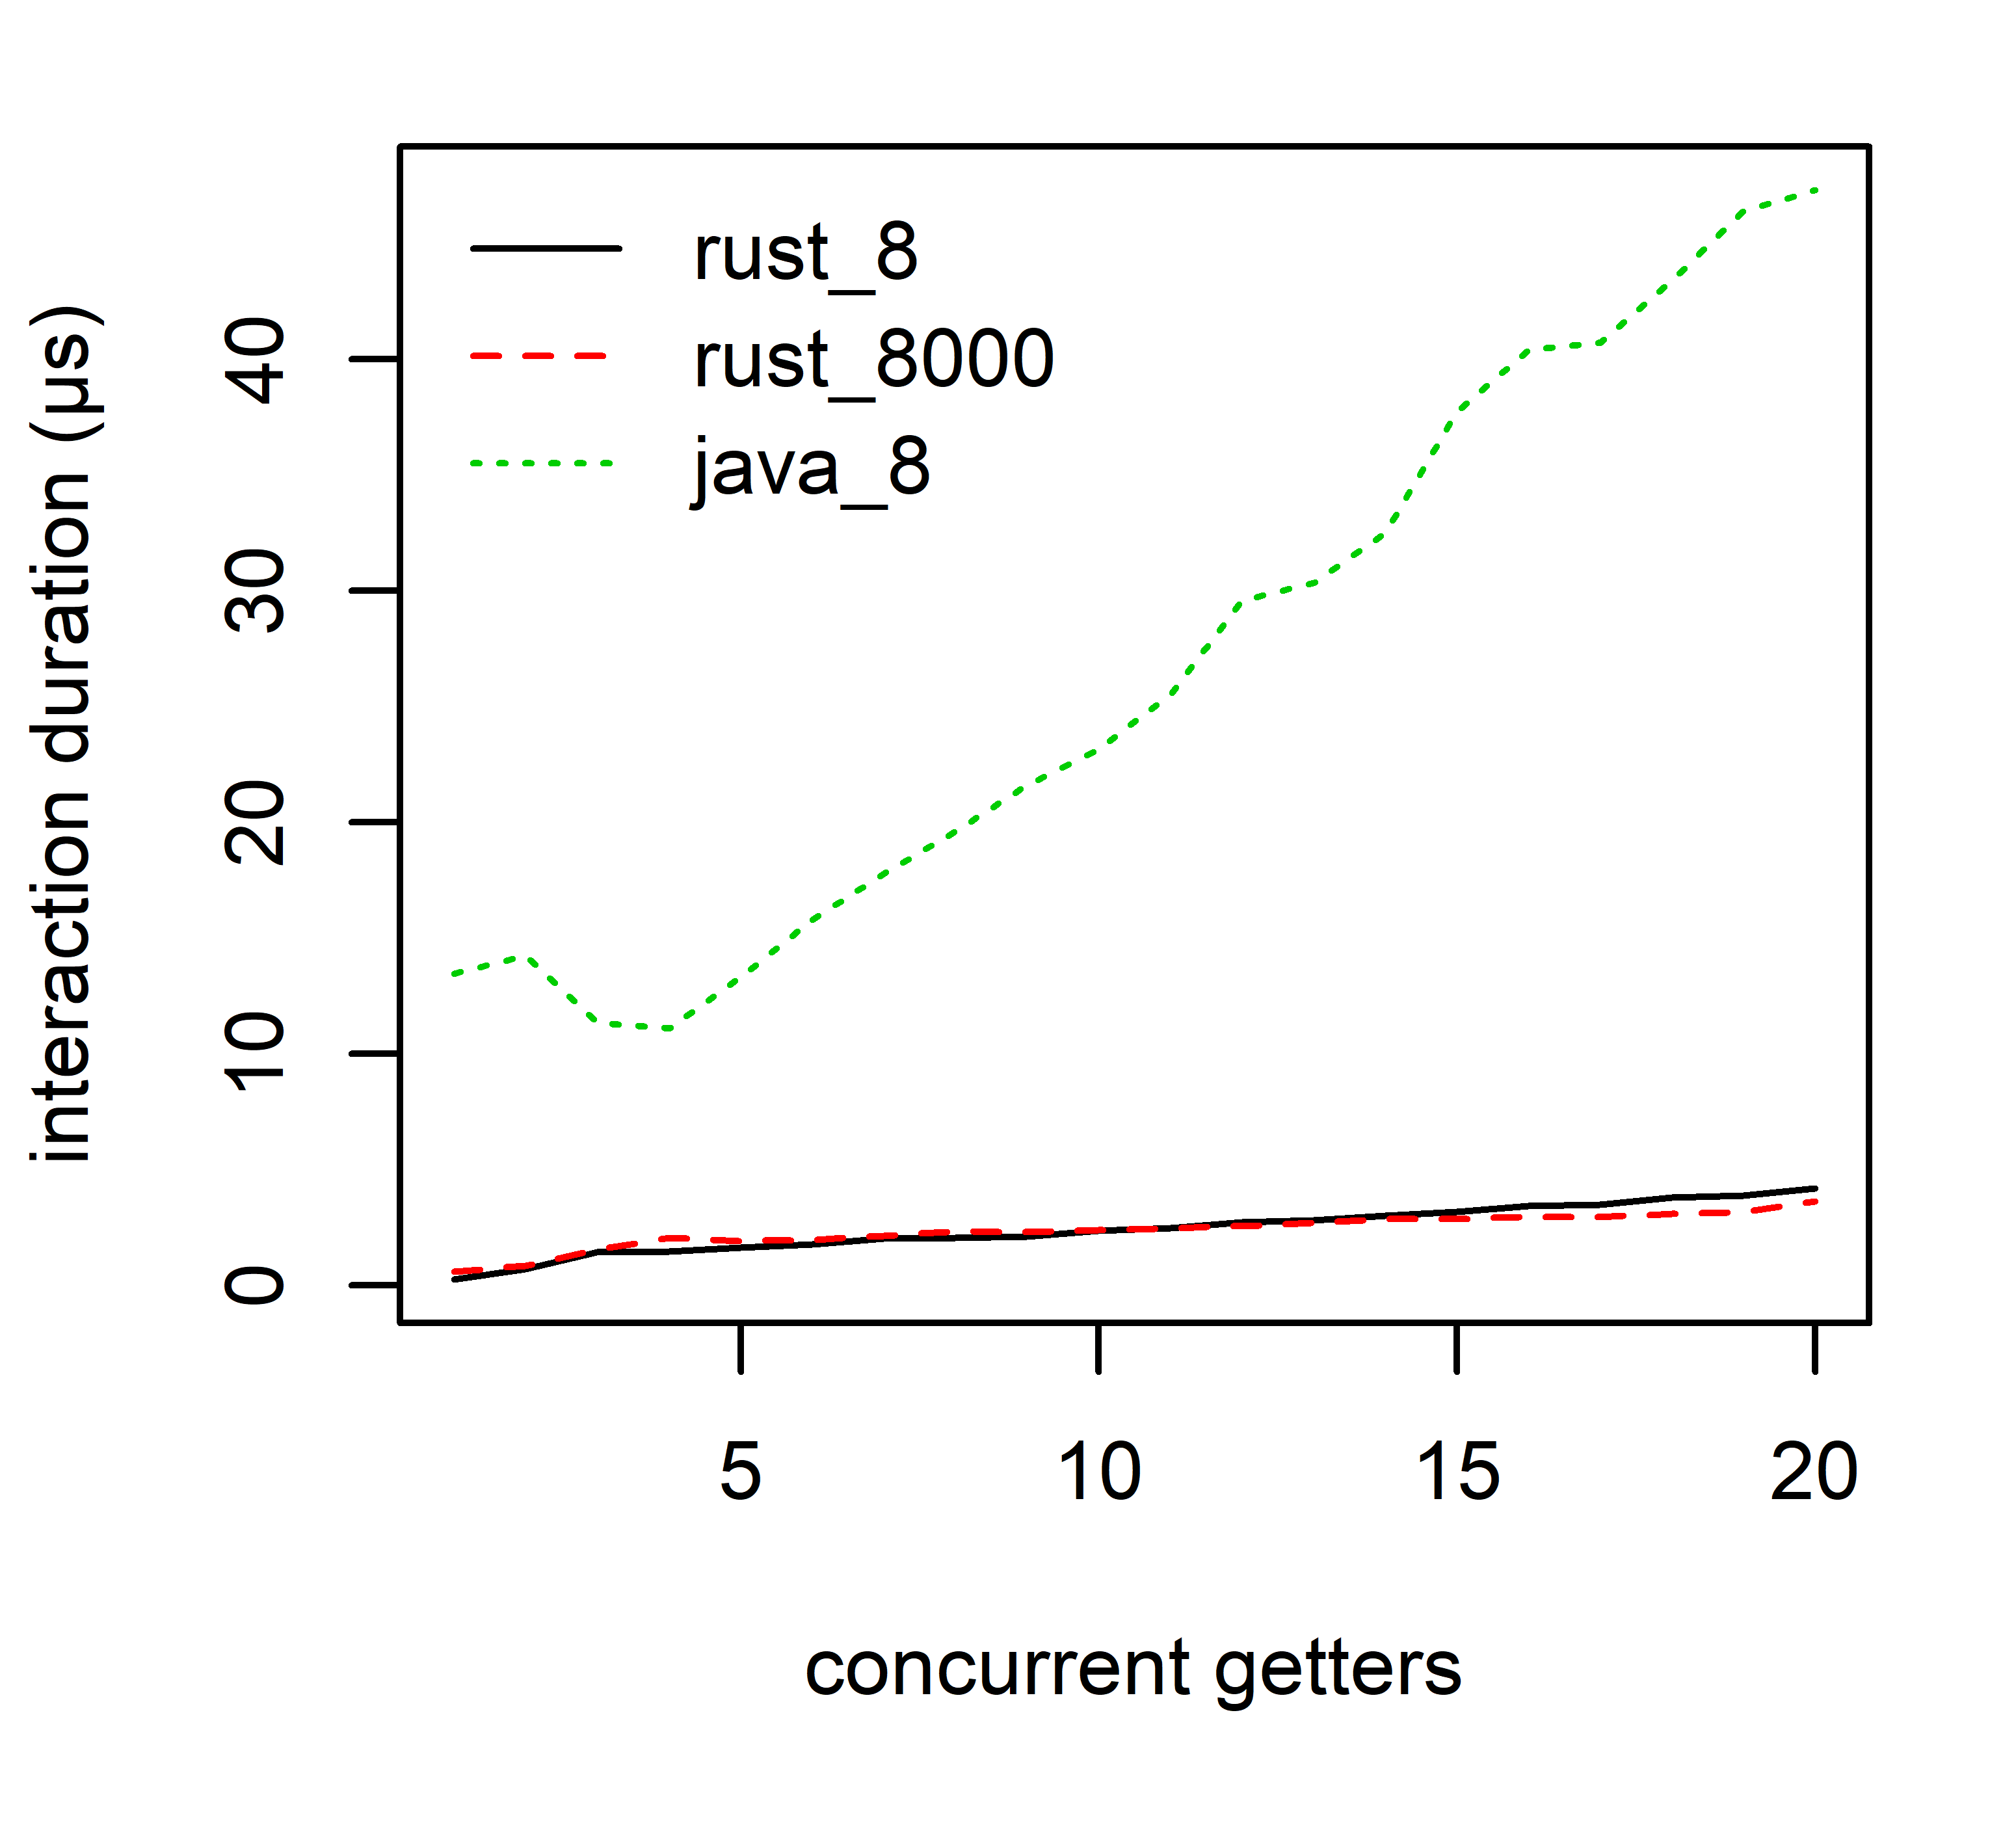 rust_8
rust_8000
java_8
interaction duration (µs)
40
30
20
10
0
5 10 15 20
concurrent getters